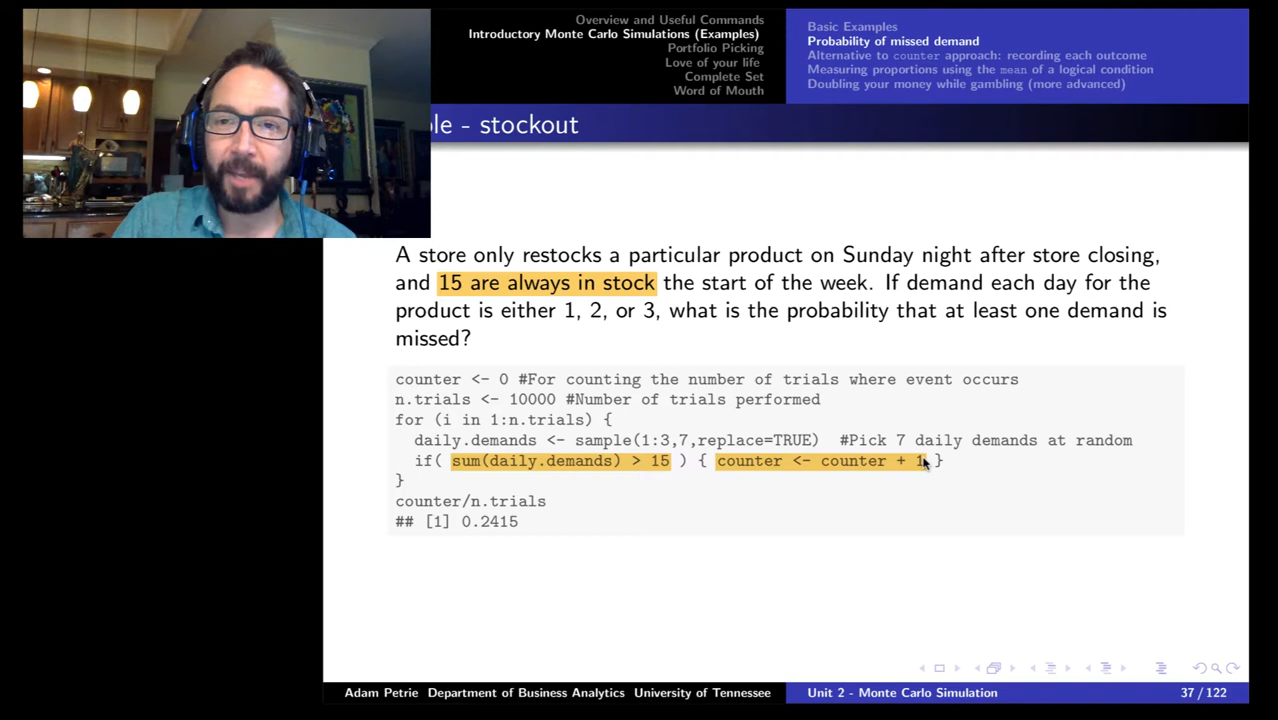 Overview and Useful Commands
Introductory Monte Carlo Simulations (Examples)
Portfolio Picking
Love of your life
Complete Set
Word of Mouth
Basic Examples
Probability of missed demand
Alternative to counter approach: recording each outcome
Measuring proportions using the mean of a logical condition
Doubling your money while gambling (more advanced)
ple - stockout
A store only restocks a particular product on Sunday night after store closing,
and 15 are always in stock the start of the week. If demand each day for the
product is either 1, 2, or 3, what is the probability that at least one demand is
missed?
counter <- 0 #For counting the number of trials where event occurs
n.trials <- 10000 #Number of trials performed
for (i in 1:n.trials) {
daily.demands <- sample(1:3,7,replace=TRUE) #Pick 7 daily demands at random
if( sum(daily.demands) > 15 ) { counter <- counter + 1 }
}
counter/n.trials
## [1] 0.2415
Adam Petrie Department of Business Analytics University of Tennessee
Unit 2 - Monte Carlo Simulation
37 / 122